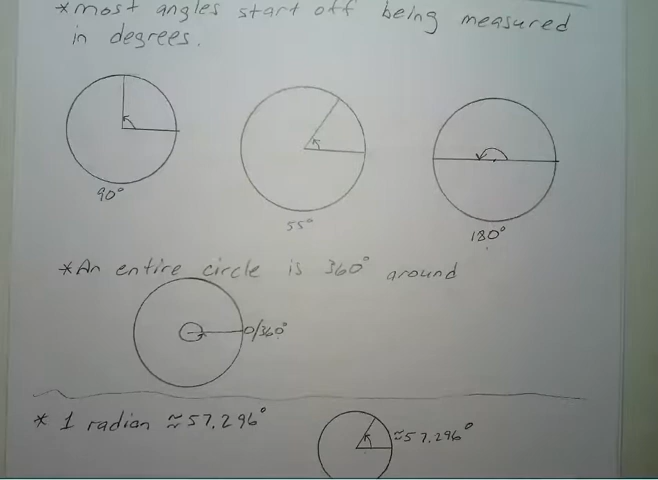 *most angles start off being measured
in degrees.
90°
55°
180°
*An entire circle is 360° around
0/360°
* 1 radian ≈57.296°
≈57.296°